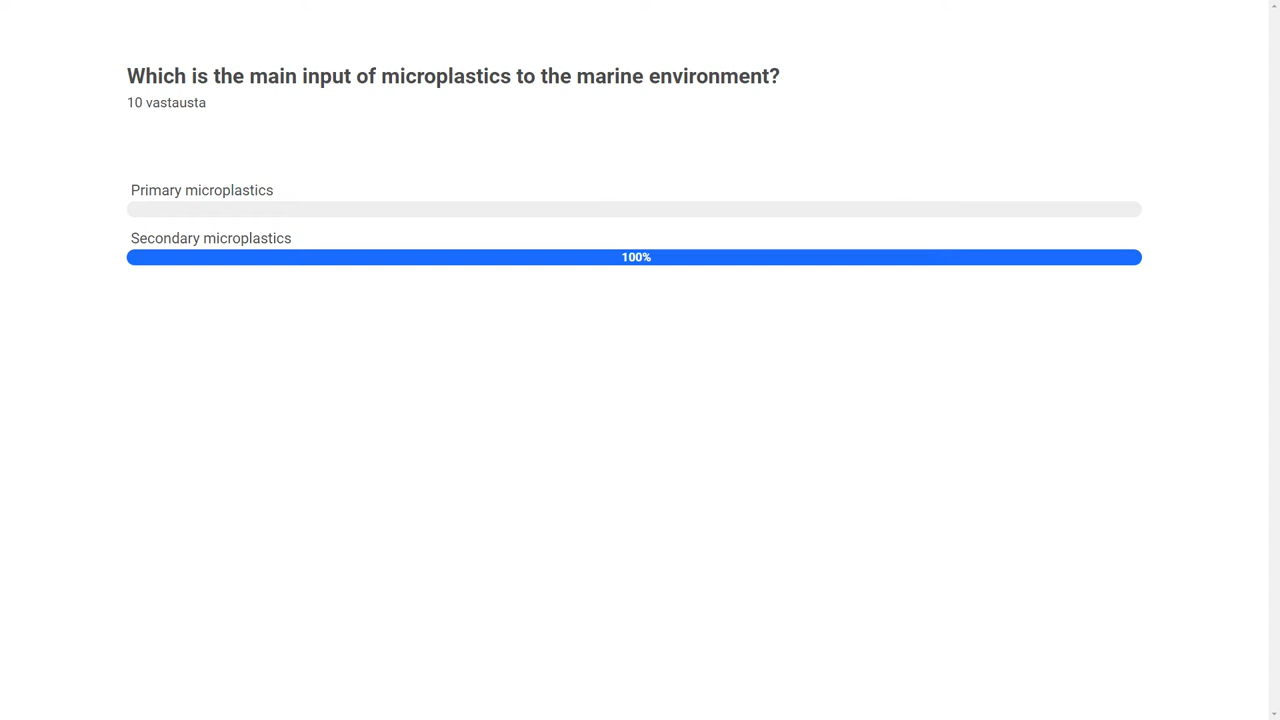 Which is the main input of microplastics to the marine environment?
10 vastausta
Primary microplastics
Secondary microplastics
100%